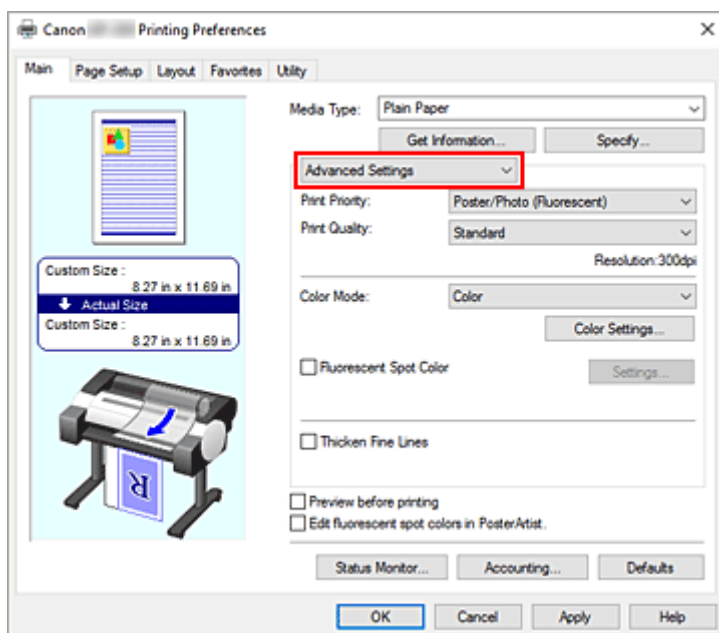 Canon Printing Preferences
Main Page Setup Layout Favorites Utility
Media Type: Plain Paper
Get Information... Specify...
Advanced Settings
Print Priority: Poster/Photo (Fluorescent)
Print Quality: Standard
Resolution:300dpi
Custom Size :
8.27 in x 11.69 in
Actual Size
Custom Size :
8.27 in x 11.69 in
Color Mode: Color
Color Settings...
Fluorescent Spot Color Settings...
Thicken Fine Lines
R
Preview before printing
Edit fluorescent spot colors in PosterArtist.
Status Monitor... Accounting... Defaults
OK Cancel Apply Help